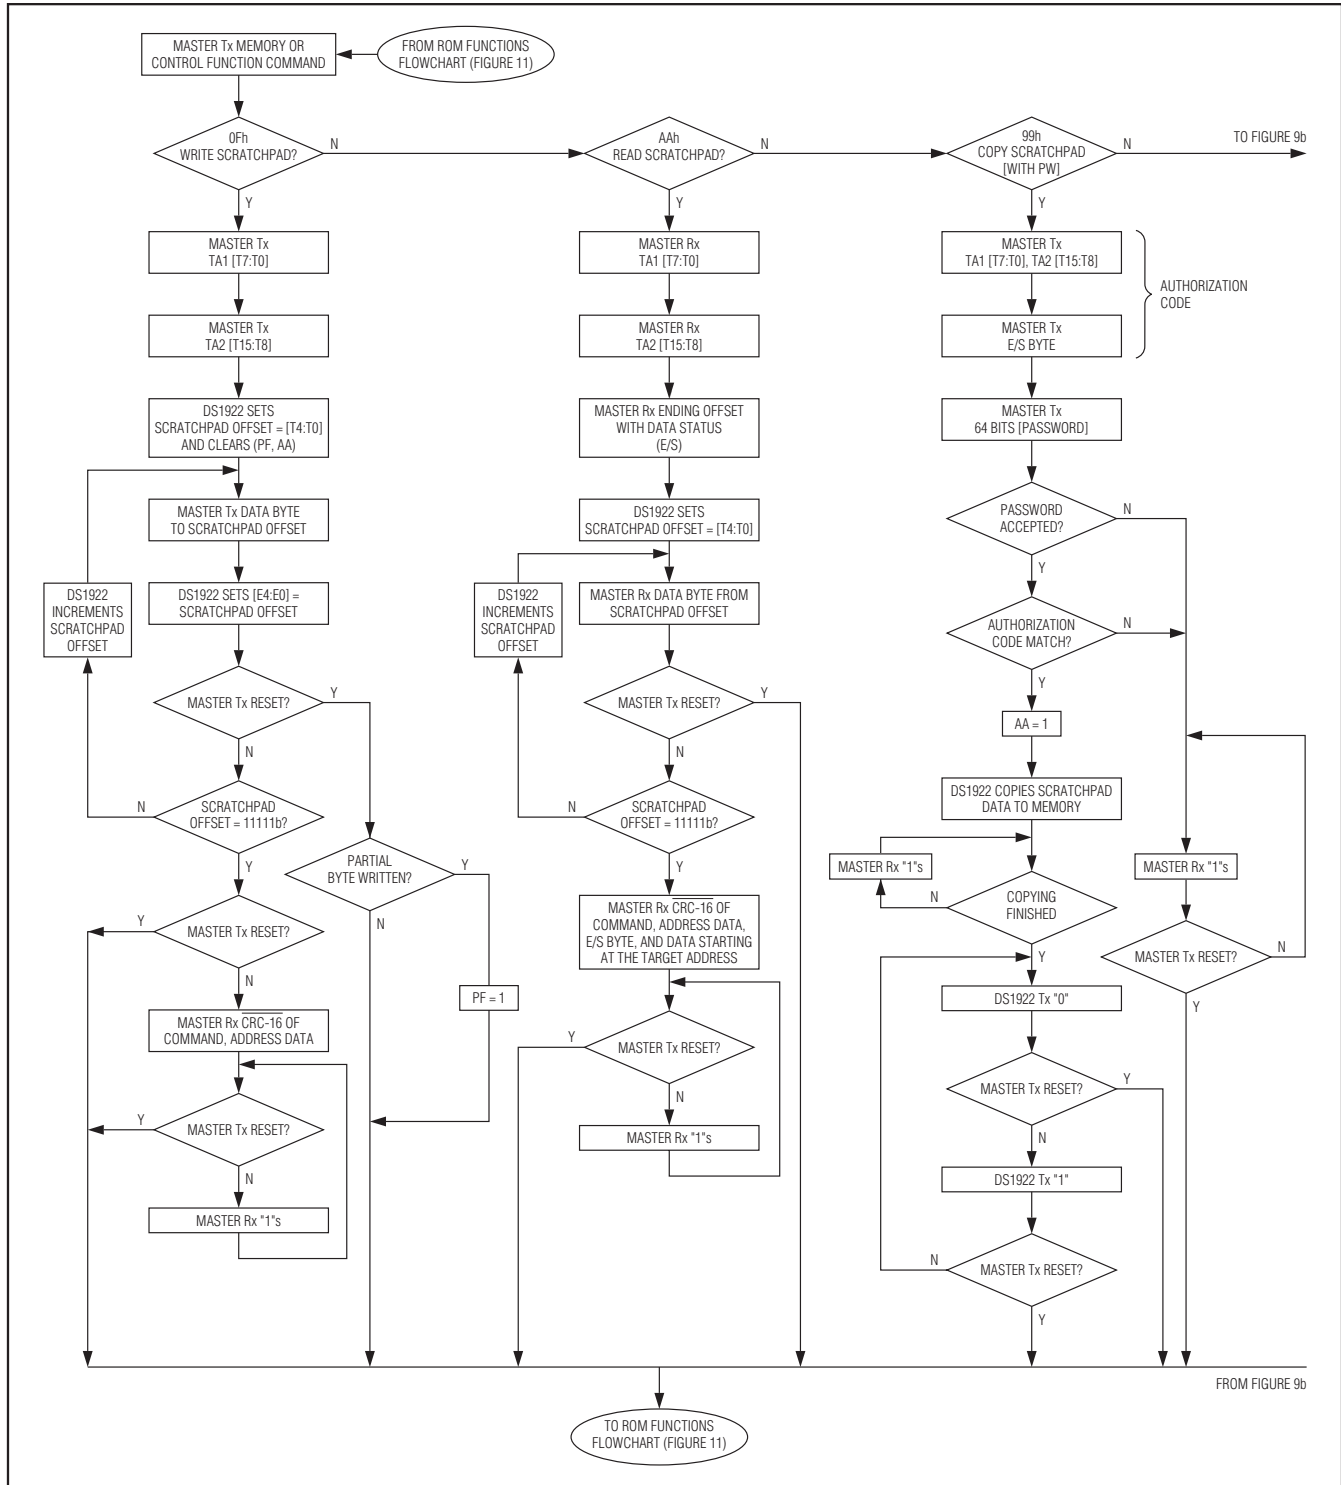 MASTER Tx MEMORY OR
CONTROL FUNCTION COMMAND
FROM ROM FUNCTIONS
FLOWCHART (FIGURE 11)
0Fh
WRITE SCRATCHPAD?
N
Y
AAh
READ SCRATCHPAD?
N
Y
99h
COPY SCRATCHPAD
[WITH PW]
N
Y
TO FIGURE 9b
MASTER Tx
TA1 [T7:T0]
MASTER Tx
TA2 [T15:T8]
DS1922 SETS
SCRATCHPAD OFFSET = [T4:T0]
AND CLEARS (PF, AA)
MASTER Tx DATA BYTE
TO SCRATCHPAD OFFSET
DS1922 SETS [E4:E0] =
SCRATCHPAD OFFSET
DS1922
INCREMENTS
SCRATCHPAD
OFFSET
MASTER Tx RESET?
Y
N
SCRATCHPAD
OFFSET = 11111b?
N
Y
PARTIAL
BYTE WRITTEN?
Y
N
PF = 1
MASTER Tx RESET?
Y
N
MASTER Rx CRC-16 OF
COMMAND, ADDRESS DATA
MASTER Tx RESET?
Y
N
MASTER Rx "1"s
MASTER Rx
TA1 [T7:T0]
MASTER Rx
TA2 [T15:T8]
MASTER Rx ENDING OFFSET
WITH DATA STATUS
(E/S)
DS1922 SETS
SCRATCHPAD OFFSET = [T4:T0]
MASTER Rx DATA BYTE FROM
SCRATCHPAD OFFSET
DS1922
INCREMENTS
SCRATCHPAD
OFFSET
MASTER Tx RESET?
Y
N
SCRATCHPAD
OFFSET = 11111b?
N
Y
MASTER Rx CRC-16 OF
COMMAND, ADDRESS DATA,
E/S BYTE, AND DATA STARTING
AT THE TARGET ADDRESS
MASTER Tx RESET?
Y
N
MASTER Rx "1"s
MASTER Tx
TA1 [T7:T0], TA2 [T15:T8]
MASTER Tx
E/S BYTE
AUTHORIZATION
CODE
MASTER Tx
64 BITS [PASSWORD]
PASSWORD
ACCEPTED?
N
Y
AUTHORIZATION
CODE MATCH?
N
Y
AA = 1
DS1922 COPIES SCRATCHPAD
DATA TO MEMORY
MASTER Rx "1"s
COPYING
FINISHED
N
Y
MASTER Rx "1"s
MASTER Tx RESET?
N
Y
DS1922 Tx "0"
MASTER Tx RESET?
Y
N
DS1922 Tx "1"
MASTER Tx RESET?
N
Y
FROM FIGURE 9b
TO ROM FUNCTIONS
FLOWCHART (FIGURE 11)